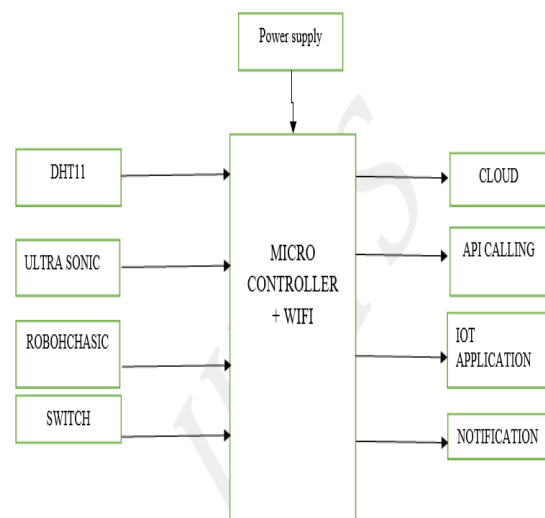 Power supply
DHT11
ULTRA SONIC
ROBOHCHASIC
SWITCH
MICRO
CONTROLLER
+ WIFI
CLOUD
API CALLING
IOT
APPLICATION
NOTIFICATION